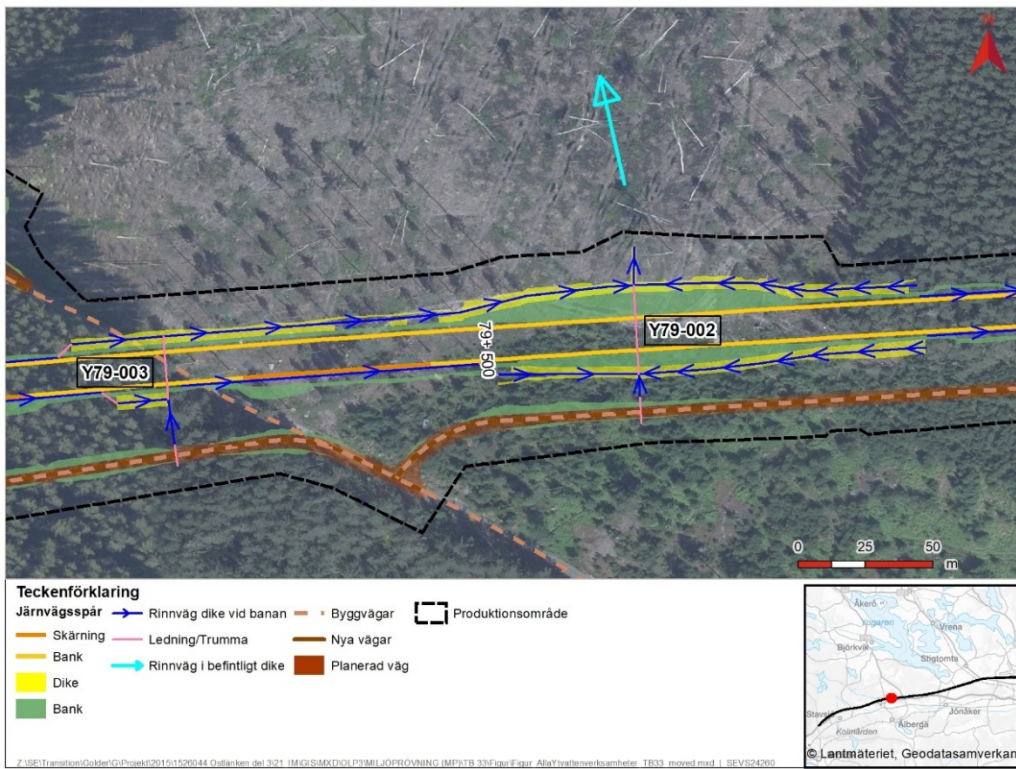 N
Y79-003
79+500
Y79-002
0 25 50
m
Teckenförklaring
Järnvägsspår
Skärning
Bank
Dike
Bank
Rinnväg dike vid banan
Ledning/Trumma
Rinnväg i befintligt dike
Byggvägar
Nya vägar
Planerad väg
Produktionsområde
Åkerö
Vrena
Björkvik
Stigtomta
Stavsjö
Kolmården
Ålberga
Jönåker
© Lantmäteriet, Geodatasamverkan